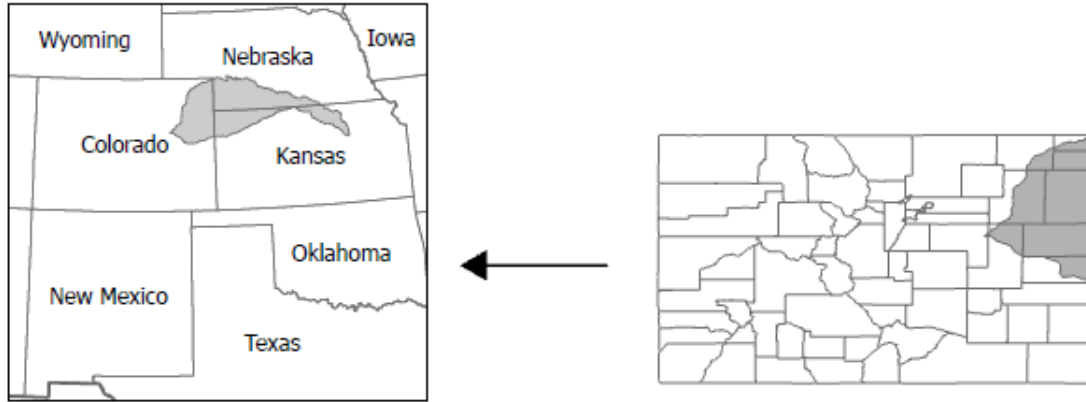 Wyoming
Nebraska
Iowa
Colorado
Kansas
Oklahoma
New Mexico
Texas